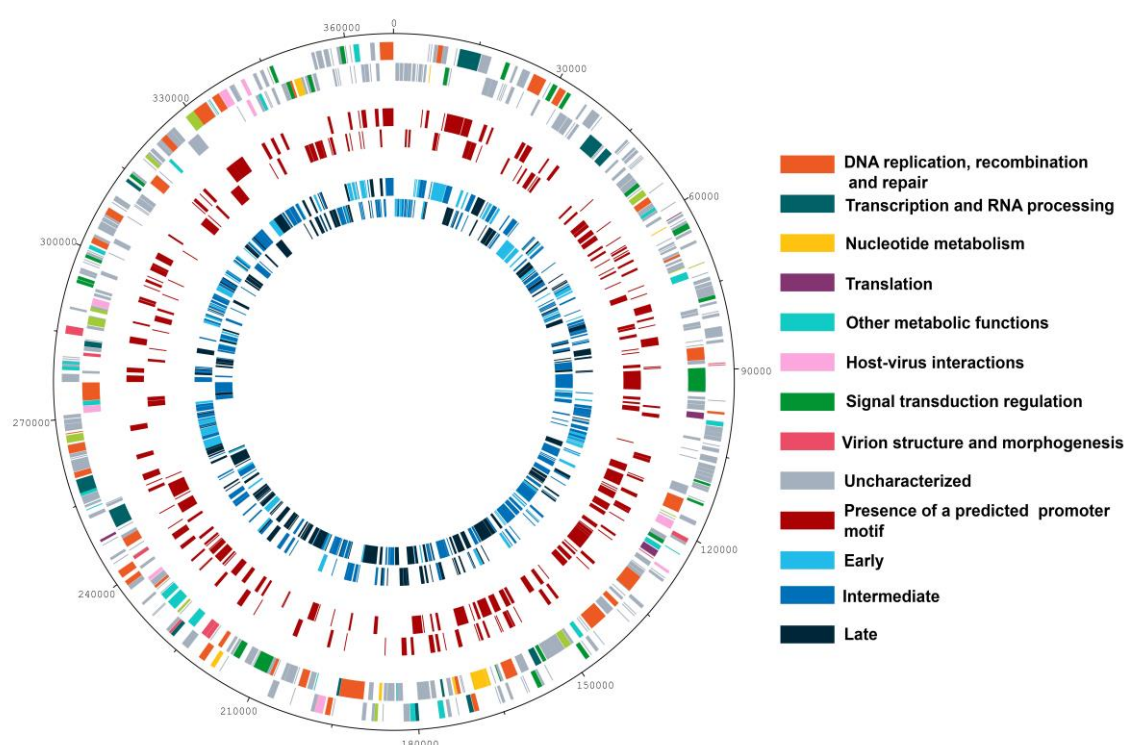 0
30000
60000
90000
120000
150000
180000
210000
240000
270000
300000
330000
360000
DNA replication, recombination
and repair
Transcription and RNA processing
Nucleotide metabolism
Translation
Other metabolic functions
Host-virus interactions
Signal transduction regulation
Virion structure and morphogenesis
Uncharacterized
Presence of a predicted promoter
motif
Early
Intermediate
Late